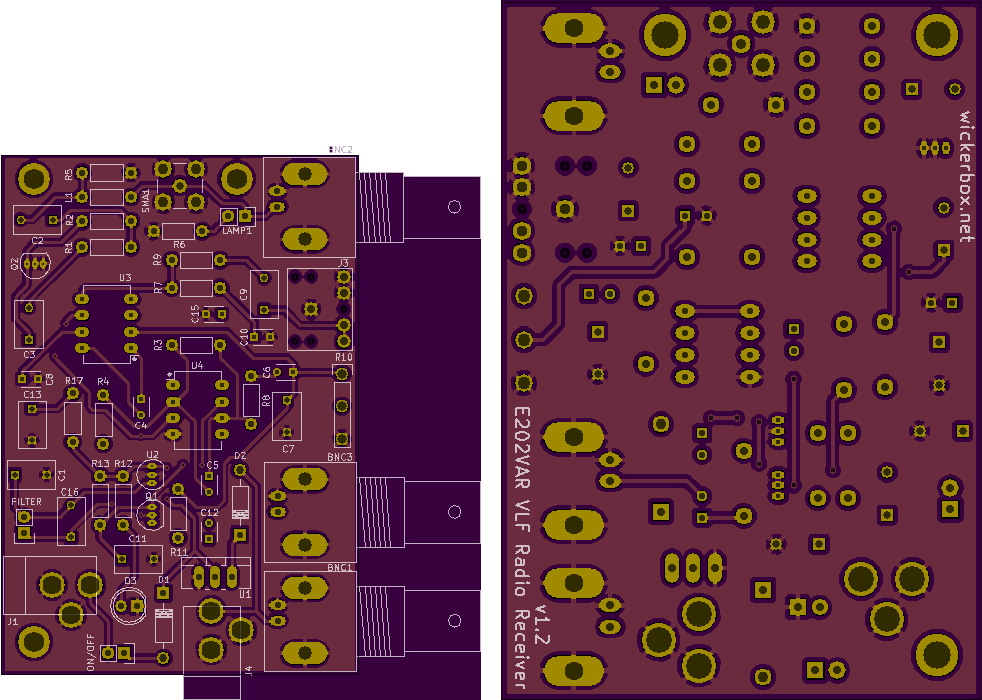 BNC2
R5
L1
R2
R1
C2
Q2
SMA1
LAMP1
R6
R9
R7
U3
C9
J3
C15
C10
C3
R3
R10
U4
C6
C8
R17
R4
C13
C4
R8
C7
U2
R13
R12
C5
D2
BNC3
C1
FILTER
C16
Q1
C12
C11
R11
U1
BNC1
Q3
D1
J1
ON/OFF
J4
wickerbox.net
E202VAR VLF Radio Receiver
v1.2